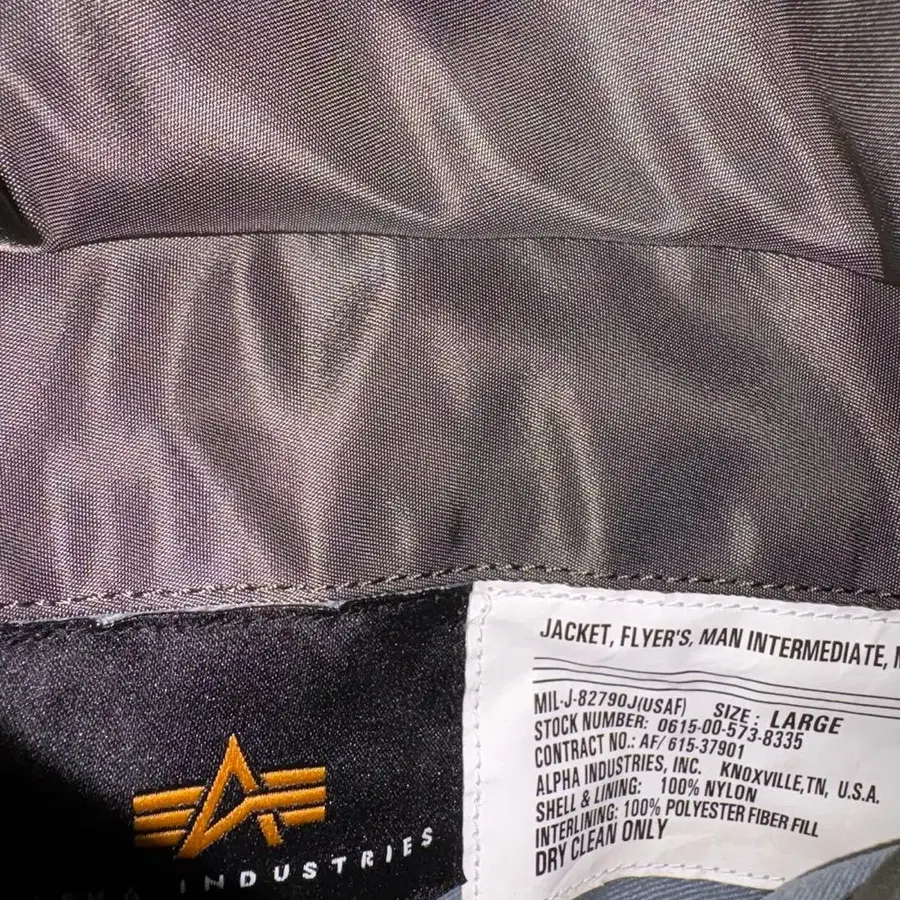 JACKET, FLYER'S, MAN INTERMEDIATE,
MIL-J-82790J(USAF) SIZE: LARGE
STOCK NUMBER: 0615-00-573-8335
CONTRACT NO.: AF/ 615-37901
ALPHA INDUSTRIES, INC. KNOXVILLE,TN, U.S.A.
SHELL & LINING: 100% NYLON
INTERLINING: 100% POLYESTER FIBER FILL
DRY CLEAN ONLY
INDUSTRIES